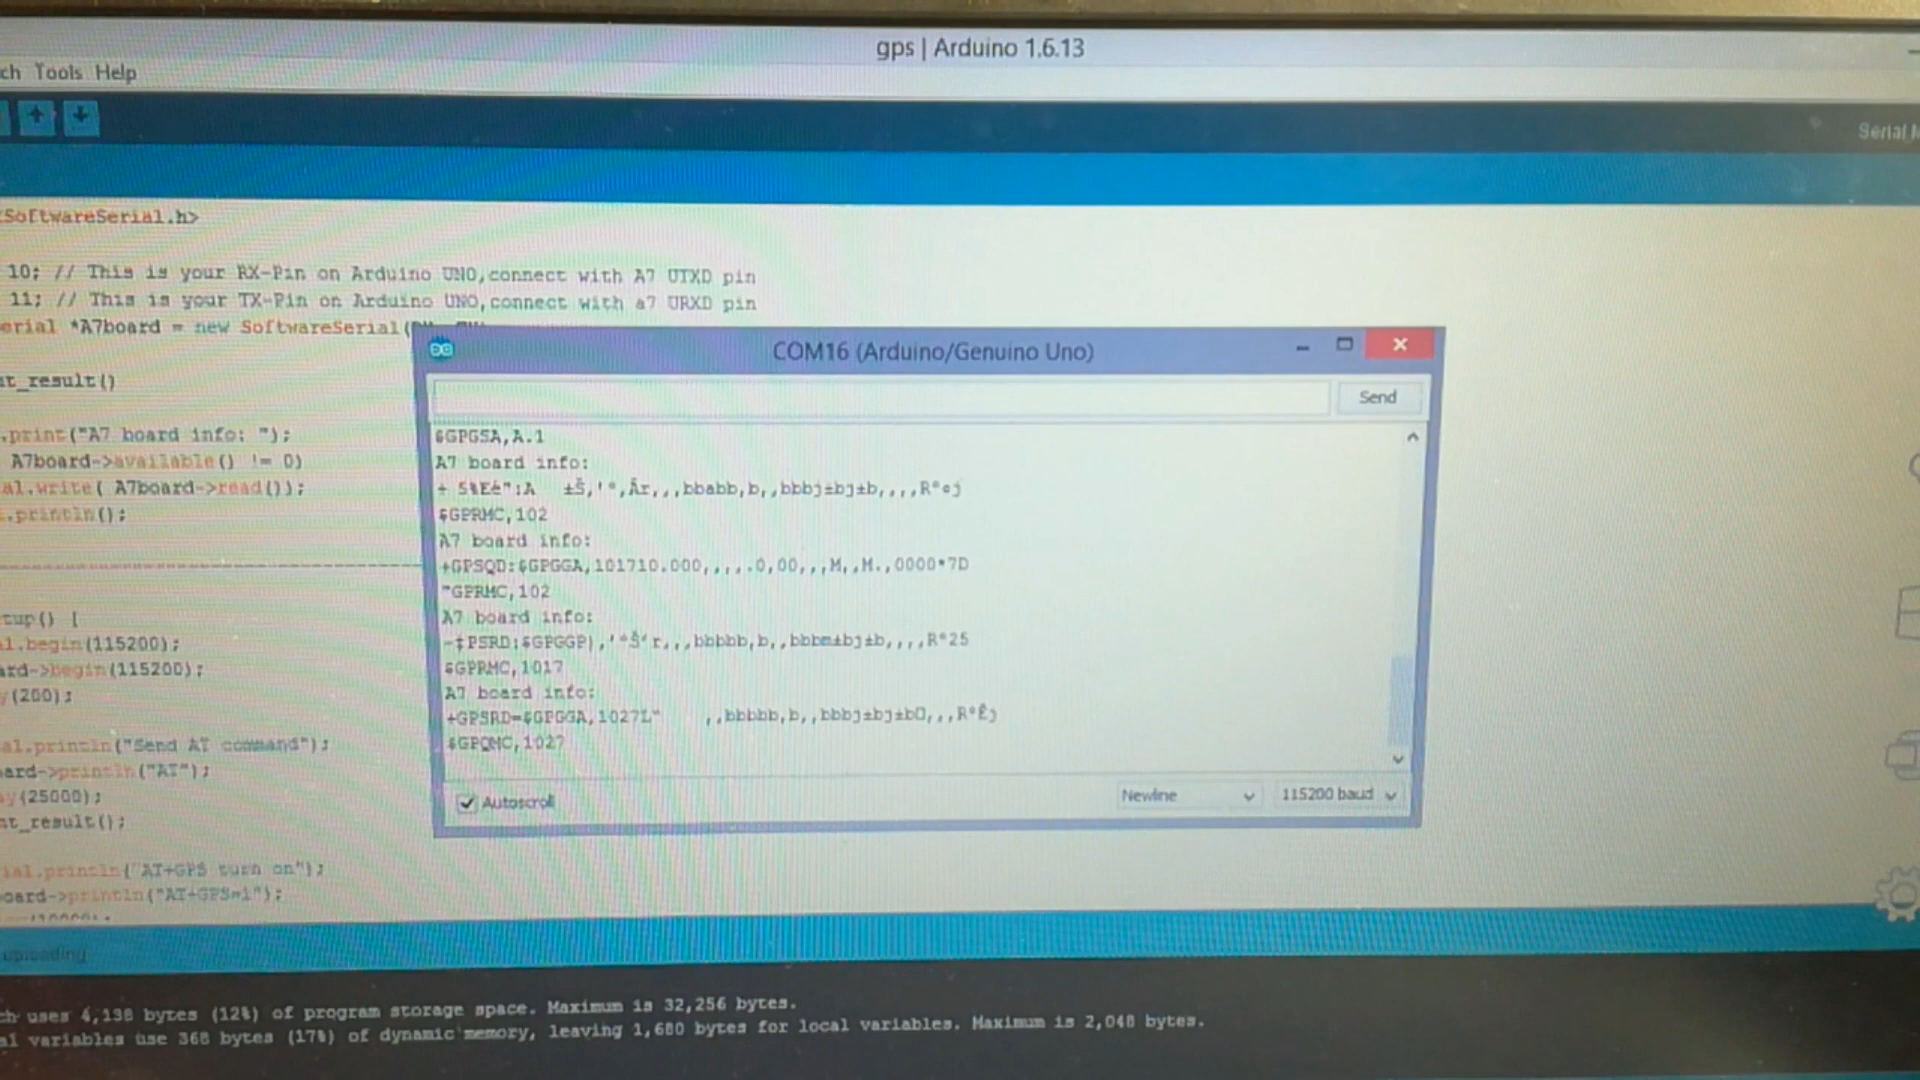 gps | Arduino 1.6.13
ch Tools Help
Serial M
SoftwareSerial.h>
10; // This is your RX-Pin on Arduino UNO,connect with A7 UTXD pin
11; // This is your TX-Pin on Arduino UNO,connect with a7 URXD pin
erial *A7board = new SoftwareSerial(
nt_result()
.print("A7 board info: ");
A7board->available() != 0)
al.write( A7board->read());
.println();
tup() {
al.begin(115200);
ard->begin(115200);
y(200);
al.println("Send AT command");
ard->println("AT");
y(25000);
nt_result();
ial.println("AT+GPS turn on");
oard->println("AT+GPS=1");
COM16 (Arduino/Genuino Uno)
Send
$GPGSA,A.1
A7 board info:
$GPRMC,102
A7 board info:
+GPSQD:$GPGGA,101710.000,,,,.0,00,,,M,,M.,0000*7D
"GPRMC,102
A7 board info:
$GPRMC,1017
A7 board info:
$GPQMC,1027
Autoscroll
Newline
115200 baud
uploading
ch uses 4,138 bytes (12%) of program storage space. Maximum is 32,256 bytes.
al variables use 368 bytes (17%) of dynamic memory, leaving 1,680 bytes for local variables. Maximum is 2,048 bytes.